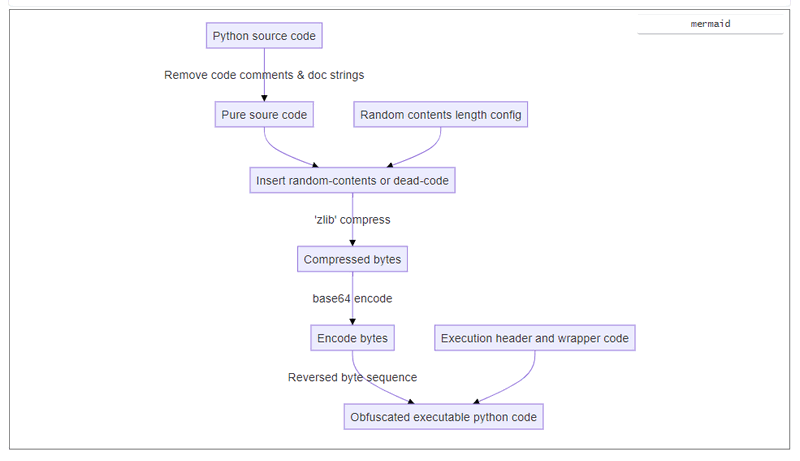 mermaid
Python source code
Remove code comments & doc strings
Pure soure code
Random contents length config
Insert random-contents or dead-code
'zlib' compress
Compressed bytes
base64 encode
Encode bytes
Execution header and wrapper code
Reversed byte sequence
Obfuscated executable python code